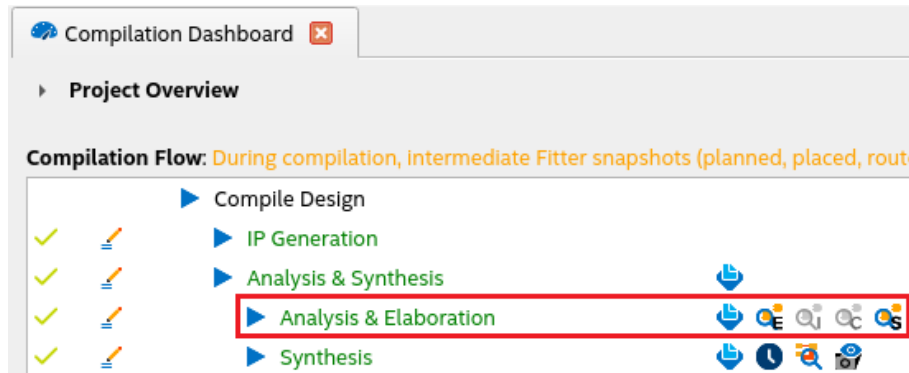 Compilation Dashboard
Project Overview
Compilation Flow: During compilation, intermediate Fitter snapshots (planned, placed, rout
Compile Design
IP Generation
Analysis & Synthesis
Analysis & Elaboration E J C S
Synthesis